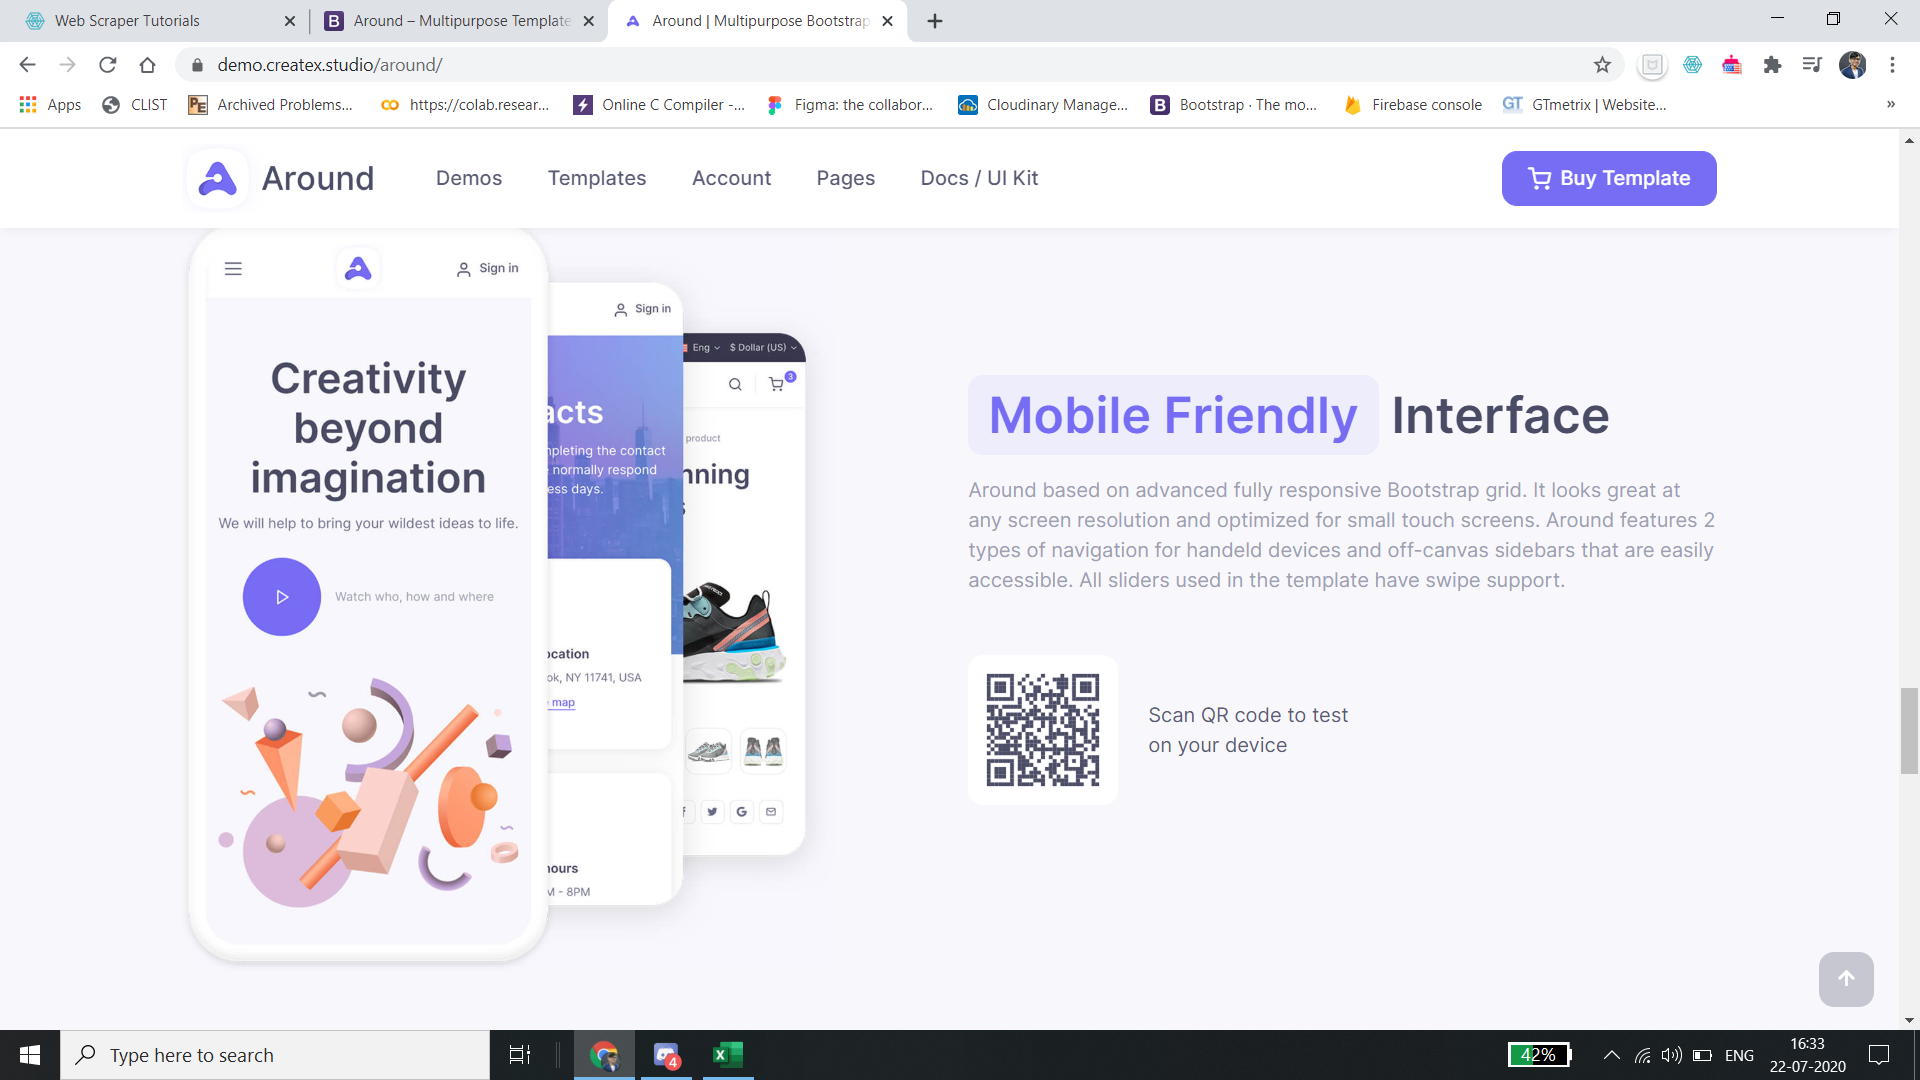 Web Scraper Tutorials
Around – Multipurpose Template
Around | Multipurpose Bootstrap
demo.createx.studio/around/
Apps
CLIST
Archived Problems...
https://colab.resear...
Online C Compiler -...
Figma: the collabor...
Cloudinary Manage...
Bootstrap · The mo...
Firebase console
GTmetrix | Website...
Around
Demos
Templates
Account
Pages
Docs / UI Kit
Buy Template
Sign in
Creativity
beyond
imagination
We will help to bring your wildest ideas to life.
Watch who, how and where
Sign in
acts
mpleting the contact
normally respond
ess days.
ocation
ok, NY 11741, USA
map
hours
M - 8PM
Eng
$ Dollar (US)
3
product
nning
s
Mobile Friendly Interface
Around based on advanced fully responsive Bootstrap grid. It looks great at
any screen resolution and optimized for small touch screens. Around features 2
types of navigation for handeld devices and off-canvas sidebars that are easily
accessible. All sliders used in the template have swipe support.
Scan QR code to test
on your device
Type here to search
4
42%
ENG
16:33
22-07-2020